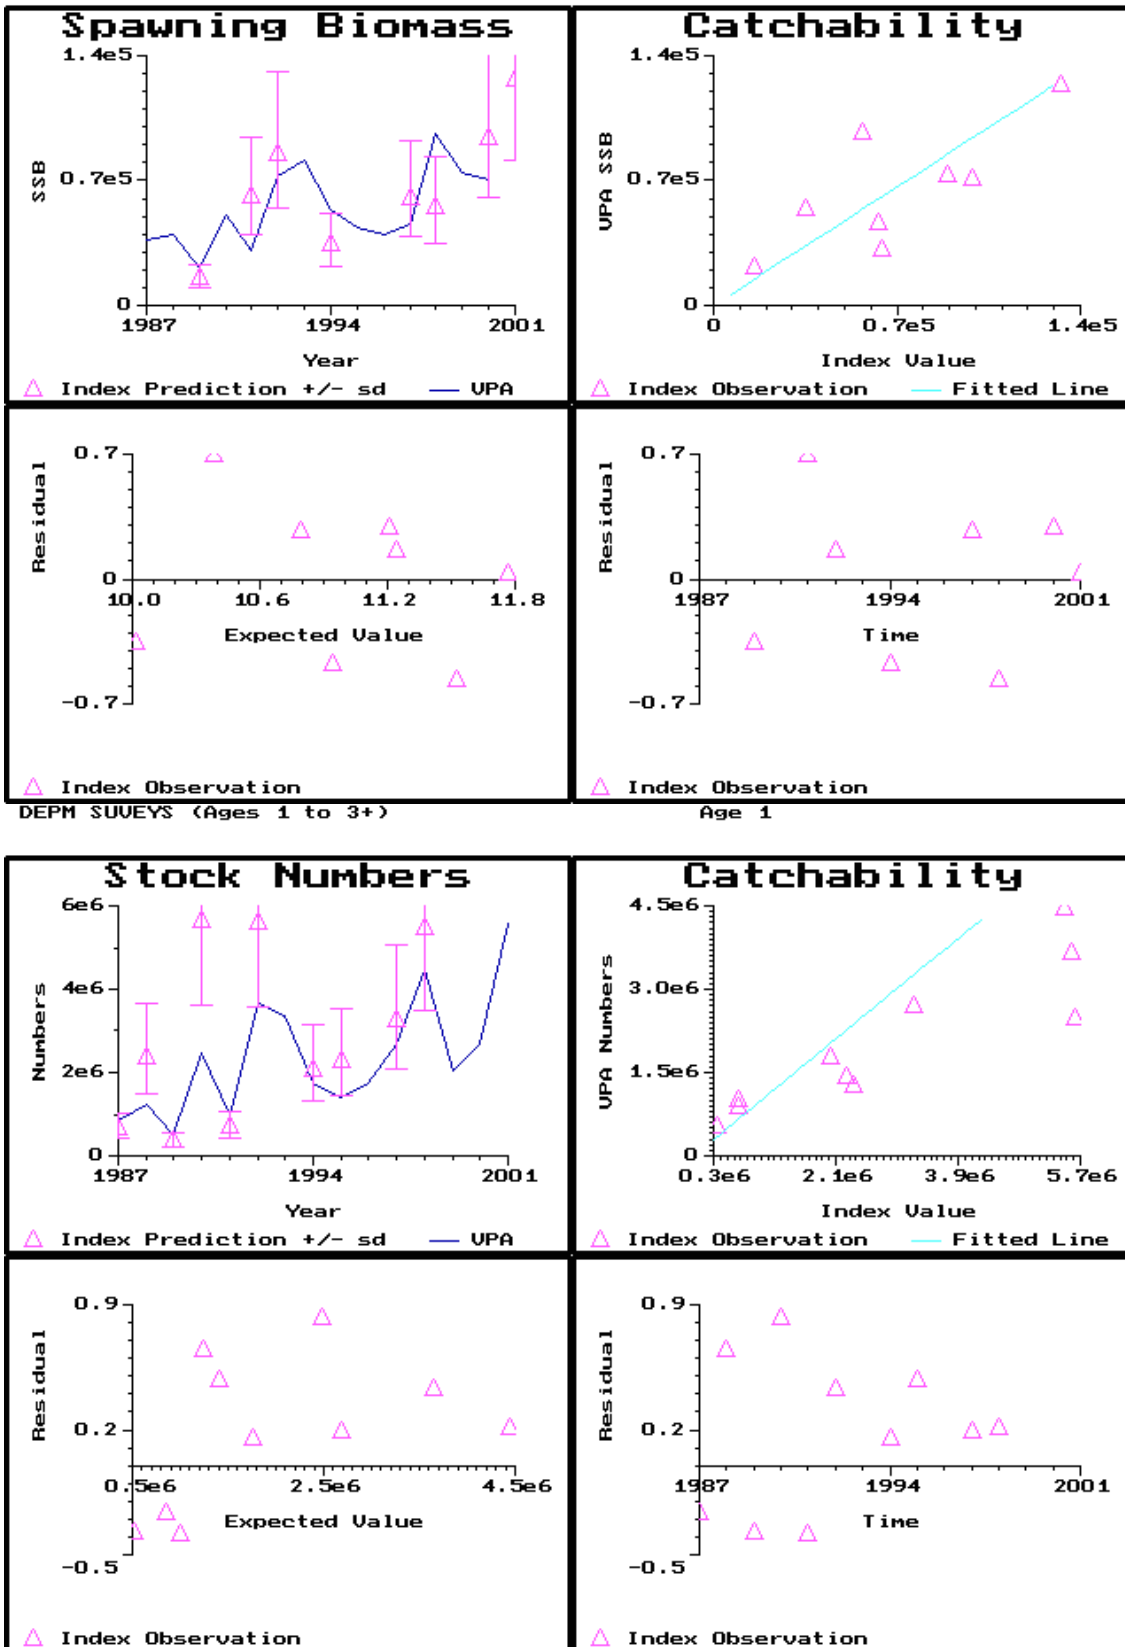 Spawning Biomass
1.4e5
0.7e5
0
SSB
1987 1994 2001
Year
Index Prediction +/- sd VPA
Catchability
1.4e5
0.7e5
0
VPA SSB
0 0.7e5 1.4e5
Index Value
Index Observation Fitted Line
0.7
0
-0.7
Residual
10.0 10.6 11.2 11.8
Expected Value
Index Observation
0.7
0
-0.7
Residual
1987 1994 2001
Time
Index Observation
DEPM SUVEYS (Ages 1 to 3+) Age 1
Stock Numbers
6e6
4e6
2e6
0
Numbers
1987 1994 2001
Year
Index Prediction +/- sd VPA
Catchability
4.5e6
3.0e6
1.5e6
0
VPA Numbers
0.3e6 2.1e6 3.9e6 5.7e6
Index Value
Index Observation Fitted Line
0.9
0.2
-0.5
Residual
0.5e6 2.5e6 4.5e6
Expected Value
Index Observation
0.9
0.2
-0.5
Residual
1987 1994 2001
Time
Index Observation